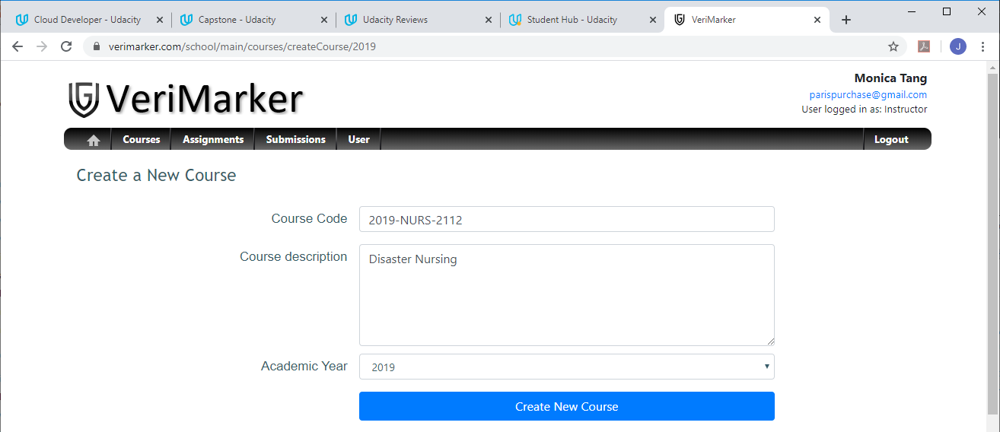 Cloud Developer - Udacity
Capstone - Udacity
Udacity Reviews
Student Hub - Udacity
VeriMarker
verimarker.com/school/main/courses/createCourse/2019
J
VeriMarker
Monica Tang
parispurchase@gmail.com
User logged in as: Instructor
Courses
Assignments
Submissions
User
Logout
Create a New Course
Course Code
2019-NURS-2112
Course description
Disaster Nursing
Academic Year
2019
Create New Course